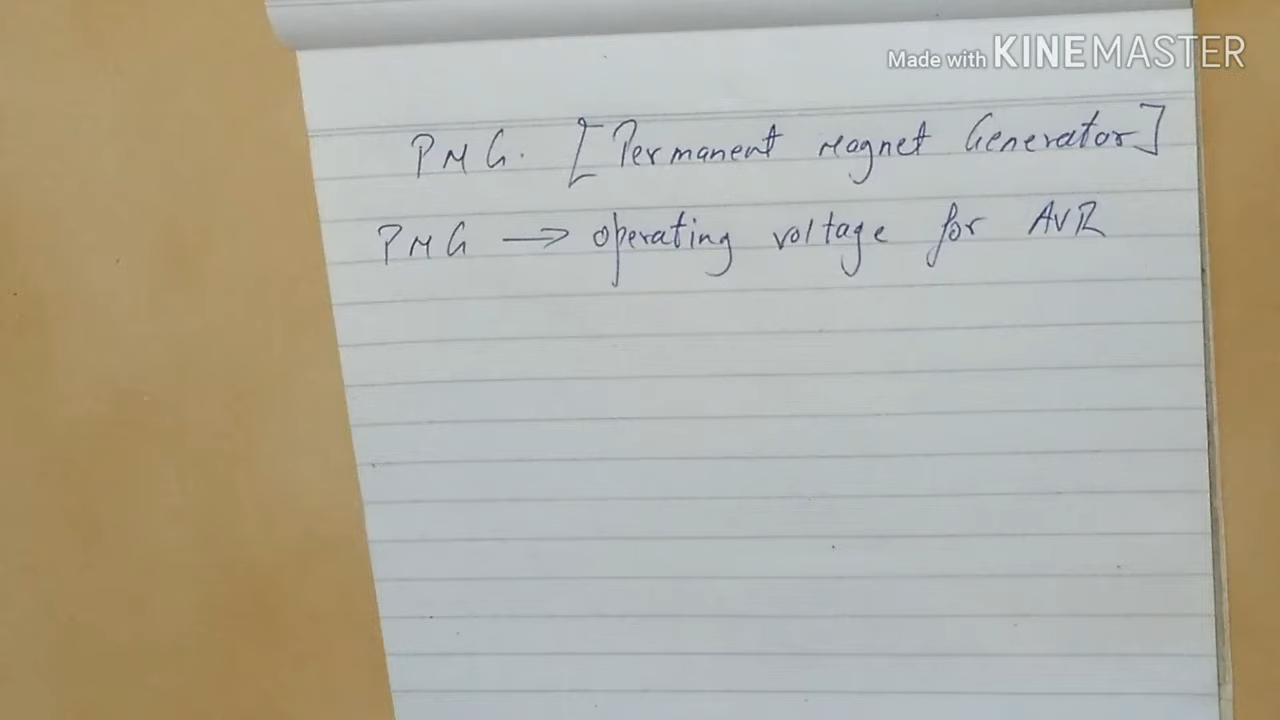 Made with KINEMASTER
PMG. [Permanent Magnet Generator]
PMG → operating voltage for AVR